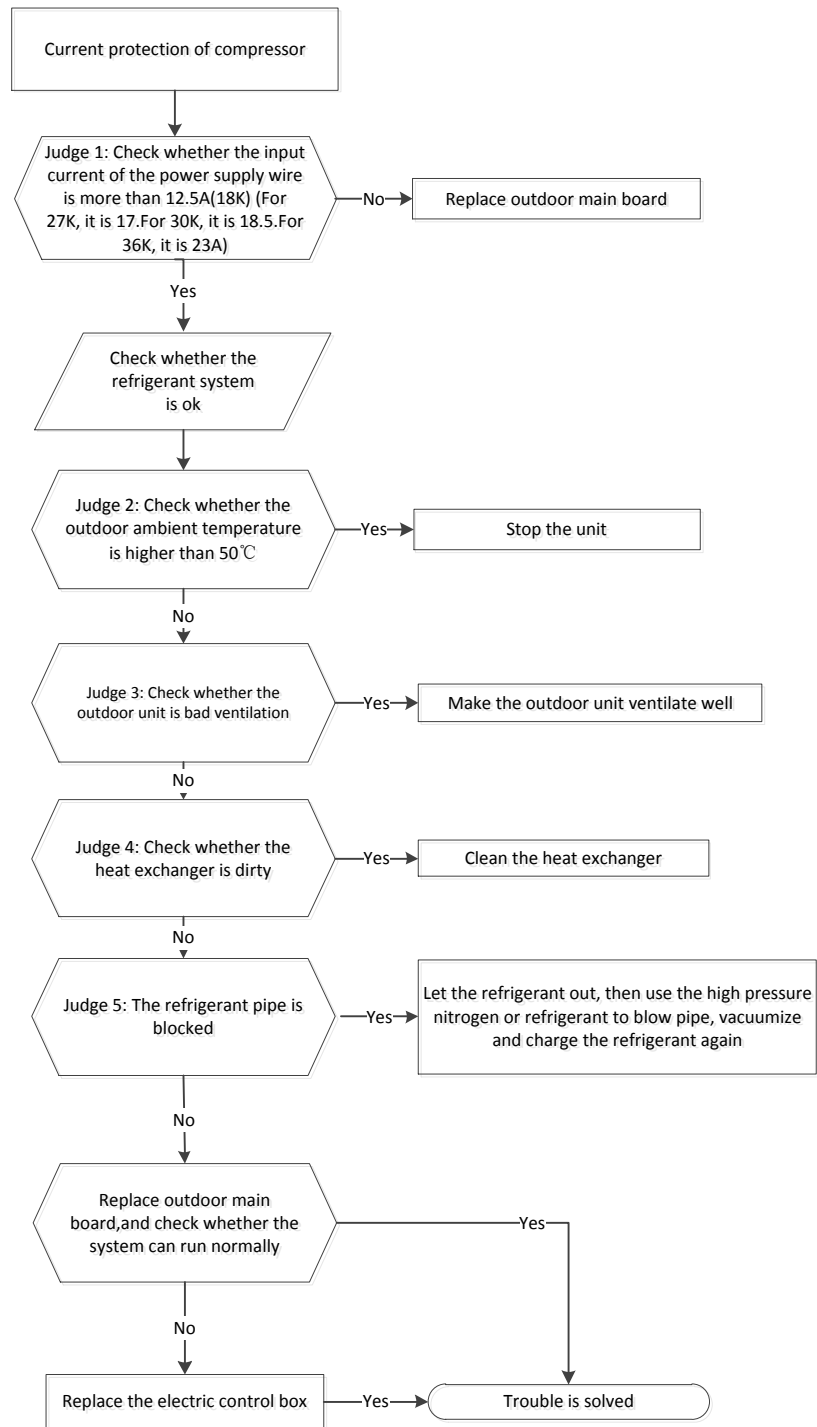 Current protection of compressor
Judge 1: Check whether the input
current of the power supply wire
is more than 12.5A(18K) (For
27K, it is 17.For 30K, it is 18.5.For
36K, it is 23A)
No
Replace outdoor main board
Yes
Check whether the
refrigerant system
is ok
Judge 2: Check whether the
outdoor ambient temperature
is higher than 50℃
Yes
Stop the unit
No
Judge 3: Check whether the
outdoor unit is bad ventilation
Yes
Make the outdoor unit ventilate well
No
Judge 4: Check whether the
heat exchanger is dirty
Yes
Clean the heat exchanger
No
Judge 5: The refrigerant pipe is
blocked
Yes
Let the refrigerant out, then use the high pressure
nitrogen or refrigerant to blow pipe, vacuumize
and charge the refrigerant again
No
Replace outdoor main
board,and check whether the
system can run normally
Yes
No
Replace the electric control box
Yes
Trouble is solved